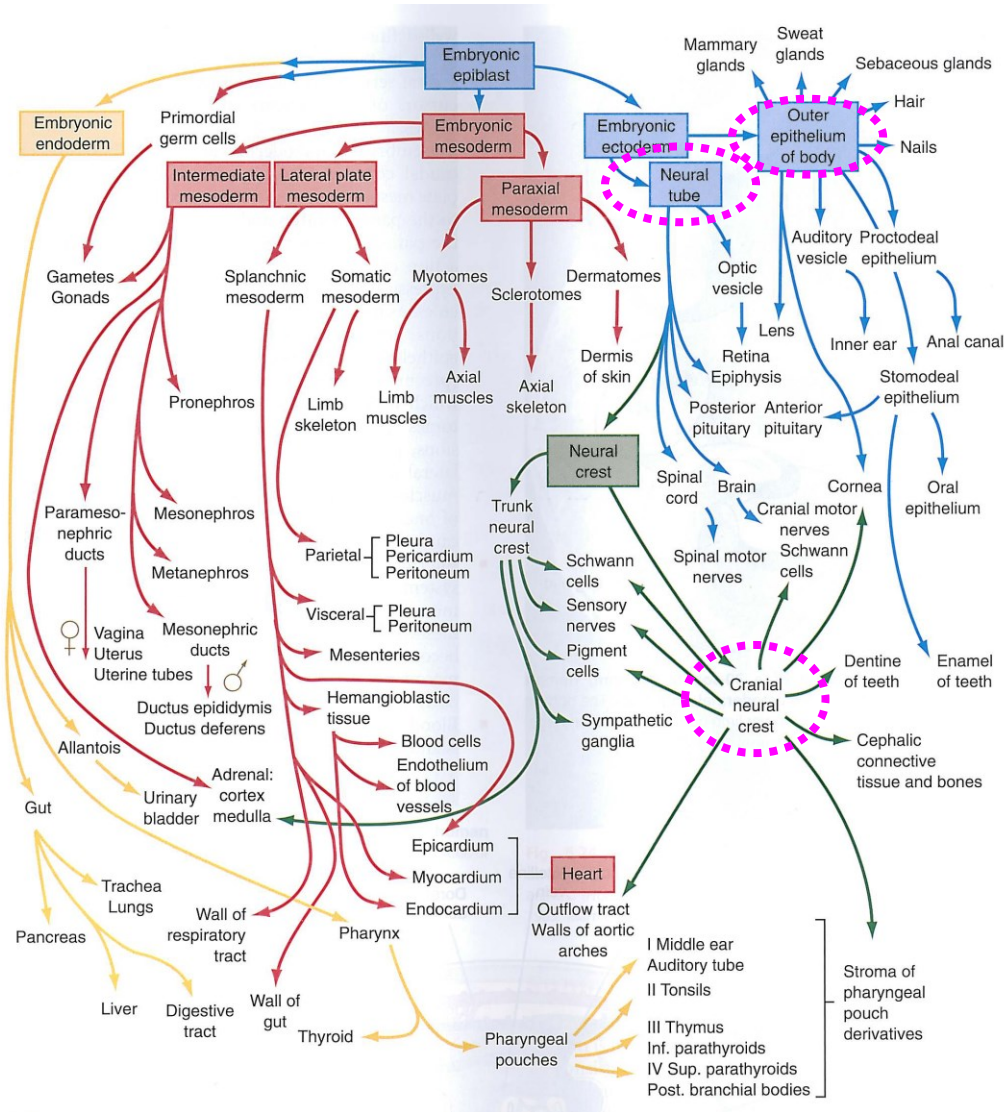 Embryonic
epiblast
Mammary
glands
Sweat
glands
Sebaceous glands
Hair
Nails
Outer
epithelium
of body
Embryonic
endoderm
Primordial
germ cells
Embryonic
mesoderm
Embryonic
ectoderm
Neural
tube
Intermediate
mesoderm
Lateral plate
mesoderm
Paraxial
mesoderm
Gametes
Gonads
Splanchnic
mesoderm
Somatic
mesoderm
Myotomes
Sclerotomes
Dermatomes
Optic
vesicle
Auditory
vesicle
Proctodeal
epithelium
Lens
Inner ear
Anal canal
Pronephros
Limb
skeleton
Limb
muscles
Axial
muscles
Axial
skeleton
Dermis
of skin
Retina
Epiphysis
Posterior
pituitary
Anterior
pituitary
Stomodeal
epithelium
Neural
crest
Spinal
cord
Brain
Cornea
Oral
epithelium
Parameso-
nephric
ducts
Mesonephros
Metanephros
Trunk
neural
crest
Cranial motor
nerves
Schwann
cells
Spinal motor
nerves
Parietal
Pleura
Pericardium
Peritoneum
Schwann
cells
Sensory
nerves
Pigment
cells
Visceral
Pleura
Peritoneum
♀
Vagina
Uterus
Uterine tubes
Mesonephric
ducts
♂
Ductus epididymis
Ductus deferens
Mesenteries
Hemangioblastic
tissue
Sympathetic
ganglia
Cranial
neural
crest
Dentine
of teeth
Enamel
of teeth
Cephalic
connective
tissue and bones
Blood cells
Endothelium
of blood
vessels
Allantois
Urinary
bladder
Adrenal:
cortex
medulla
Gut
Epicardium
Myocardium
Endocardium
Heart
Outflow tract
Walls of aortic
arches
Trachea
Lungs
Pancreas
Liver
Digestive
tract
Wall of
respiratory
tract
Wall of
gut
Pharynx
Thyroid
Pharyngeal
pouches
I Middle ear
Auditory tube
II Tonsils
III Thymus
Inf. parathyroids
IV Sup. parathyroids
Post. branchial bodies
Stroma of
pharyngeal
pouch
derivatives